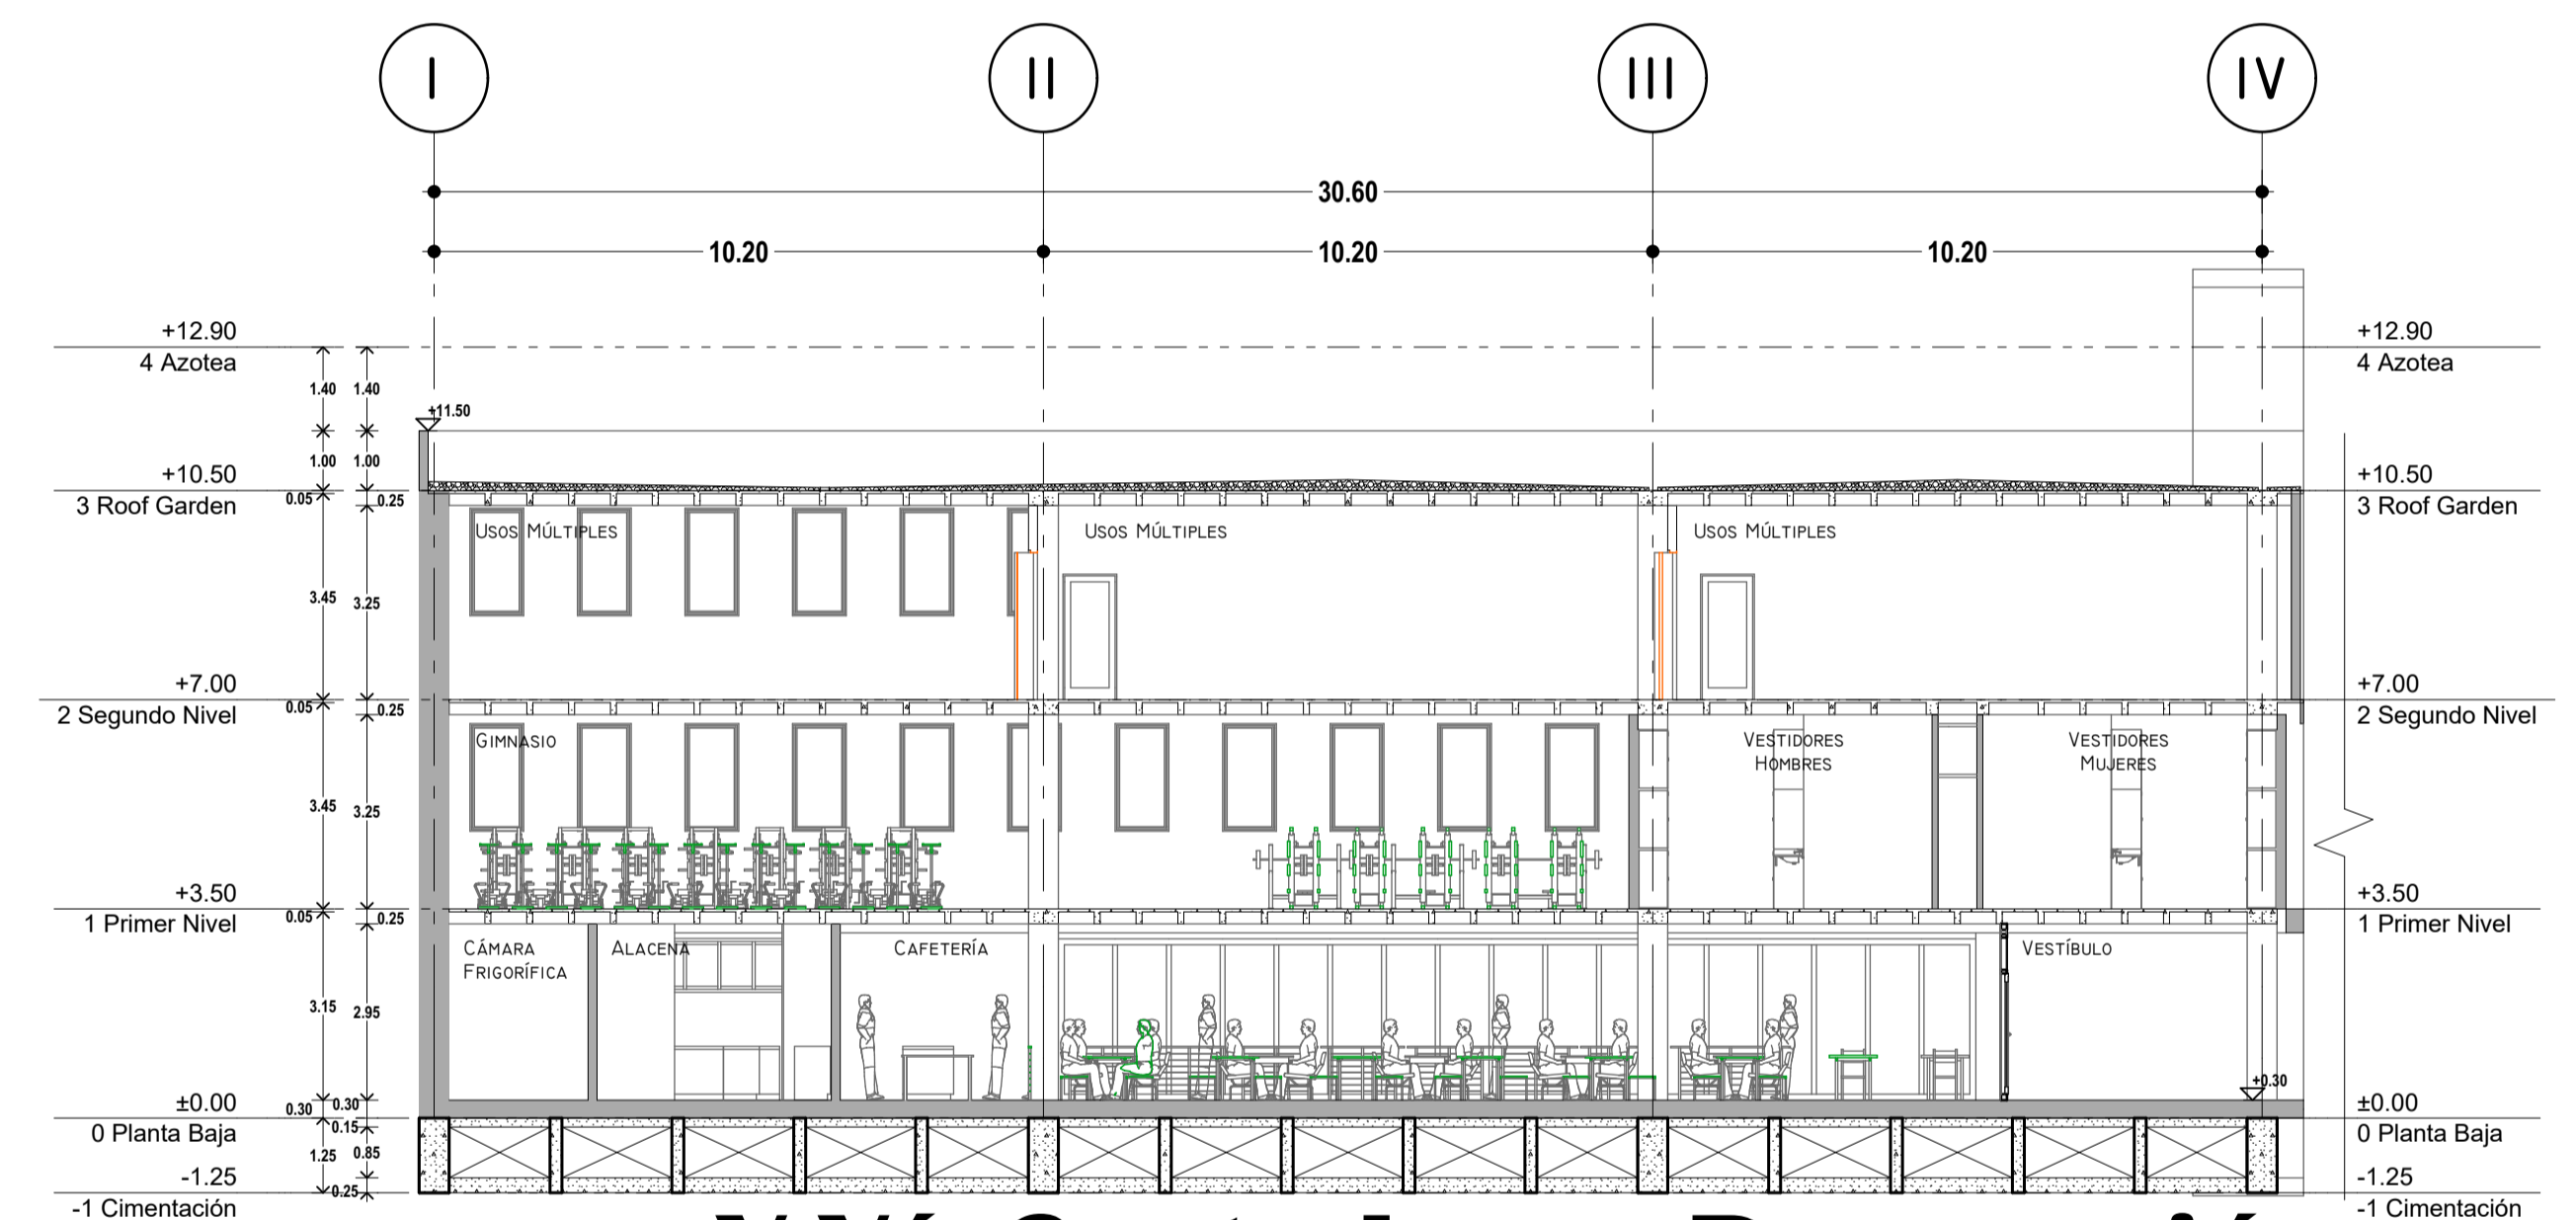 I II III IV
30.60
10.20 10.20 10.20
+12.90 +12.90
4 Azotea 4 Azotea
1.40 1.40
+11.50
1.00 1.00
+10.50 +10.50
3 Roof Garden 0.05 0.25 3 Roof Garden
Usos Múltiples Usos Múltiples Usos Múltiples
3.45 3.25
+7.00 +7.00
2 Segundo Nivel 0.05 0.25 2 Segundo Nivel
Gimnasio Vestidores Hombres Vestidores Mujeres
3.45 3.25
+3.50 +3.50
1 Primer Nivel 0.05 0.25 1 Primer Nivel
Cámara Frigorífica Alacena Cafetería Vestíbulo
3.15 2.95
+0.30
±0.00 0.30 0.30 ±0.00
0 Planta Baja 0.15 0 Planta Baja
1.25 0.85
-1.25 0.25 -1.25
-1 Cimentación -1 Cimentación